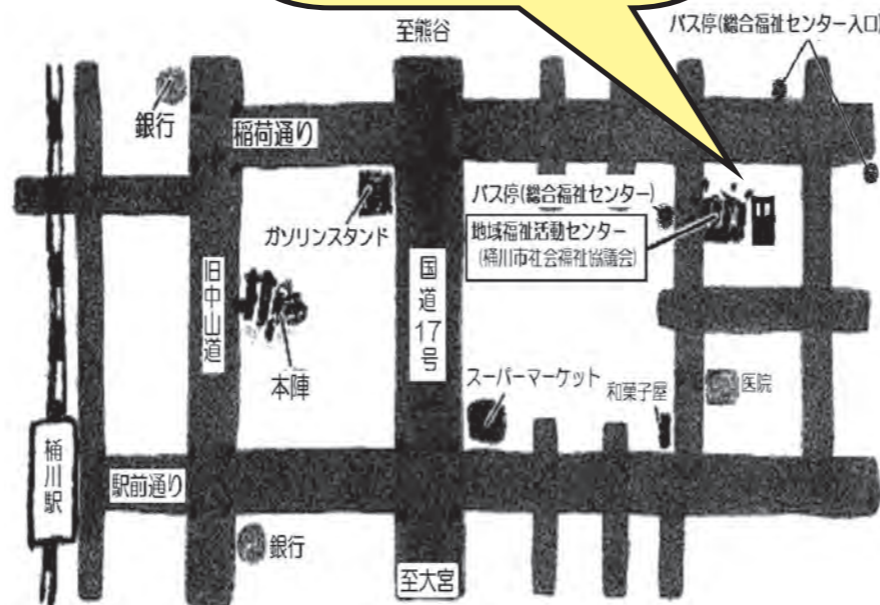 至熊谷
バス停(総合福祉センター入口)
銀行
稲荷通り
ガソリンスタンド
バス停(総合福祉センター)
地域福祉活動センター
(桶川市社会福祉協議会)
旧中山道
国道17号
本陣
スーパーマーケット
和菓子屋
医院
桶川駅
駅前通り
銀行
至大宮